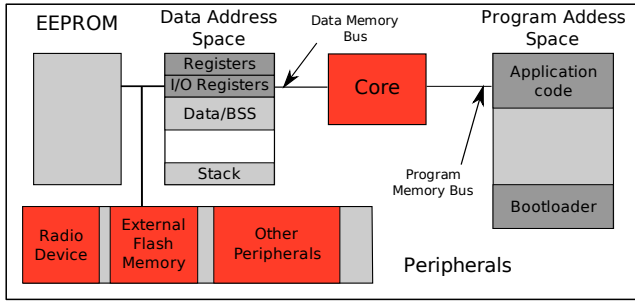 EEPROM
Data Address
Space
Data Memory
Bus
Program Addess
Space
Registers
I/O Registers
Data/BSS
Stack
Core
Application
code
Program
Memory Bus
Bootloader
Radio
Device
External
Flash
Memory
Other
Peripherals
Peripherals